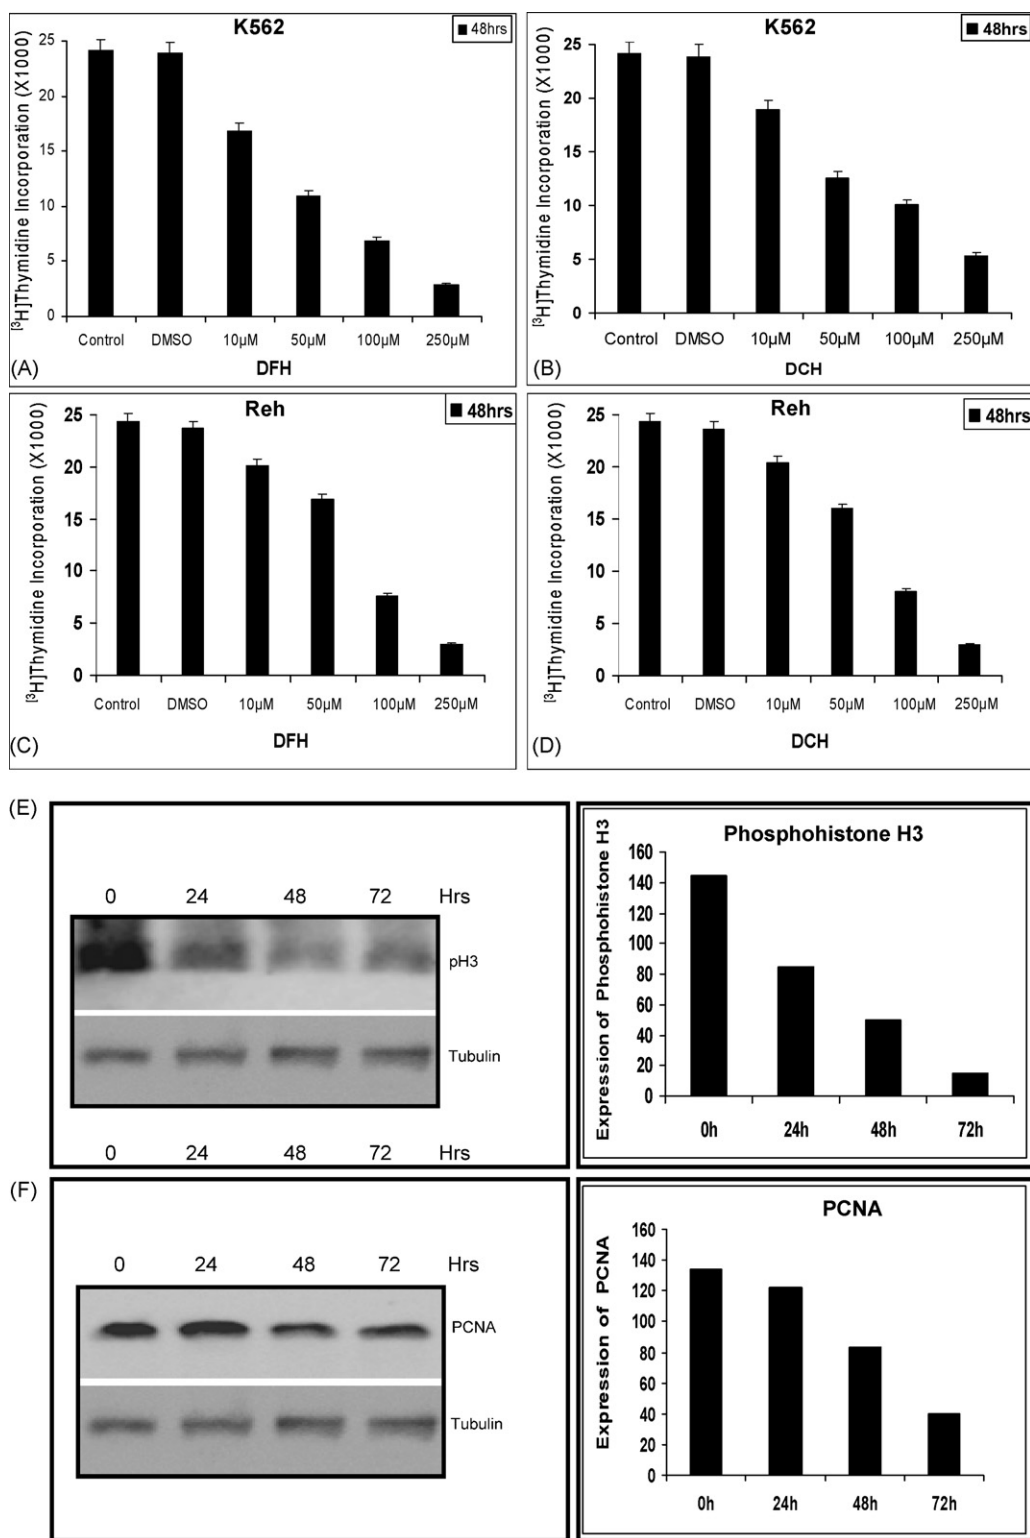 K562
48hrs
[³H]Thymidine Incorporation (X1000)
25
20
15
10
5
0
Control DMSO 10µM 50µM 100µM 250µM
(A)
DFH
K562
48hrs
[³H]Thymidine Incorporation (X1000)
25
20
15
10
5
0
Control DMSO 10µM 50µM 100µM 250µM
(B)
DCH
Reh
48hrs
[³H]Thymidine Incorporation (X1000)
25
20
15
10
5
0
Control DMSO 10µM 50µM 100µM 250µM
(C)
DFH
Reh
48hrs
[³H]Thymidine Incorporation (X1000)
25
20
15
10
5
0
Control DMSO 10µM 50µM 100µM 250µM
(D)
DCH
(E)
0 24 48 72 Hrs
pH3
Tubulin
0 24 48 72 Hrs
Phosphohistone H3
Expression of Phosphohistone H3
160
140
120
100
80
60
40
20
0
0h 24h 48h 72h
(F)
0 24 48 72 Hrs
PCNA
Tubulin
PCNA
Expression of PCNA
160
140
120
100
80
60
40
20
0
0h 24h 48h 72h